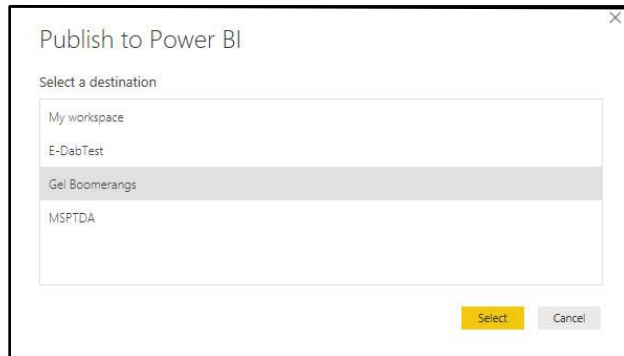 Publish to Power BI
Select a destination
My workspace
E-DabTest
Gel Boomerangs
MSPTDA
Select
Cancel